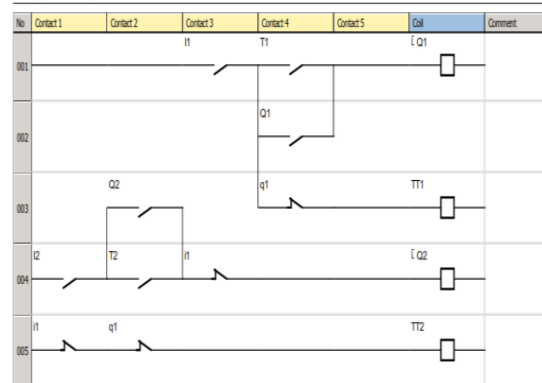 No Contact 1 Contact 2 Contact 3 Contact 4 Contact 5 Coil Comment
I1 T1 [ Q1
001
Q1
002
Q2 q1 TT1
003
I2 T2 i1 [ Q2
004
i1 q1 TT2
005